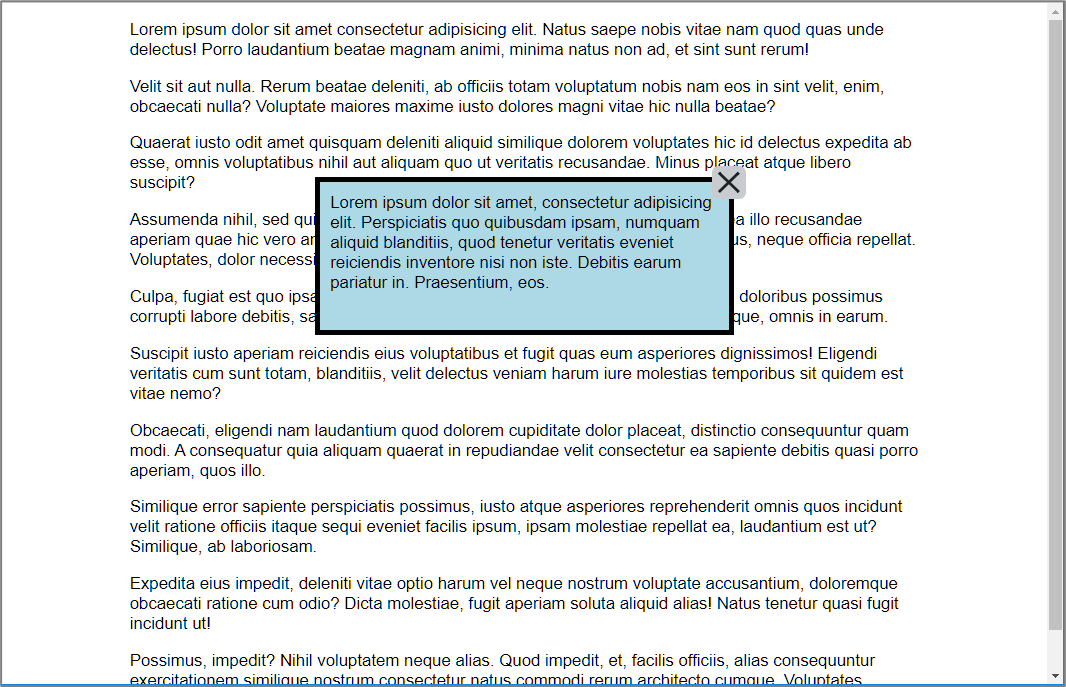 Lorem ipsum dolor sit amet consectetur adipisicing elit. Natus saepe nobis vitae nam quod quas unde
delectus! Porro laudantium beatae magnam animi, minima natus non ad, et sint sunt rerum!
Velit sit aut nulla. Rerum beatae deleniti, ab officiis totam voluptatum nobis nam eos in sint velit, enim,
obcaecati nulla? Voluptate maiores maxime iusto dolores magni vitae hic nulla beatae?
Quaerat iusto odit amet quisquam deleniti aliquid similique dolorem voluptates hic id delectus expedita ab
esse, omnis voluptatibus nihil aut aliquam quo ut veritatis recusandae. Minus placeat atque libero
suscipit?
Assumenda nihil, sed illo recusandae
aperiam quae hic vero neque officia repellat.
Voluptates, dolor
Culpa, fugiat est quo doloribus possimus
corrupti labore debitis, omnis in earum.
Lorem ipsum dolor sit amet, consectetur adipisicing
elit. Perspiciatis quo quibusdam ipsam, numquam
aliquid blanditiis, quod tenetur veritatis eveniet
reiciendis inventore nisi non iste. Debitis earum
pariatur in. Praesentium, eos.
Suscipit iusto aperiam reiciendis eius voluptatibus et fugit quas eum asperiores dignissimos! Eligendi
veritatis cum sunt totam, blanditiis, velit delectus veniam harum iure molestias temporibus sit quidem est
vitae nemo?
Obcaecati, eligendi nam laudantium quod dolorem cupiditate dolor placeat, distinctio consequuntur quam
modi. A consequatur quia aliquam quaerat in repudiandae velit consectetur ea sapiente debitis quasi porro
aperiam, quos illo.
Similique error sapiente perspiciatis possimus, iusto atque asperiores reprehenderit omnis quos incidunt
velit ratione officiis itaque sequi eveniet facilis ipsum, ipsam molestiae repellat ea, laudantium est ut?
Similique, ab laboriosam.
Expedita eius impedit, deleniti vitae optio harum vel neque nostrum voluptate accusantium, doloremque
obcaecati ratione cum odio? Dicta molestiae, fugit aperiam soluta aliquid alias! Natus tenetur quasi fugit
incidunt ut!
Possimus, impedit? Nihil voluptatem neque alias. Quod impedit, et, facilis officiis, alias consequuntur
exercitationem similique nostrum consectetur natus commodi rerum architecto cumque. Voluptates